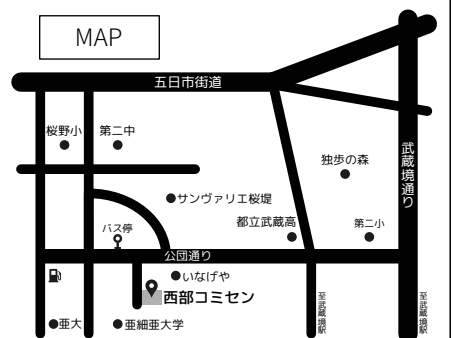 MAP
五日市街道
桜野小
第二中
武蔵境通り
独歩の森
サンヴァリエ桜堤
都立武蔵高
第二小
バス停
公団通り
いなげや
西部コミセン
至武蔵境駅
至武蔵境駅
亜大
亜細亜大学